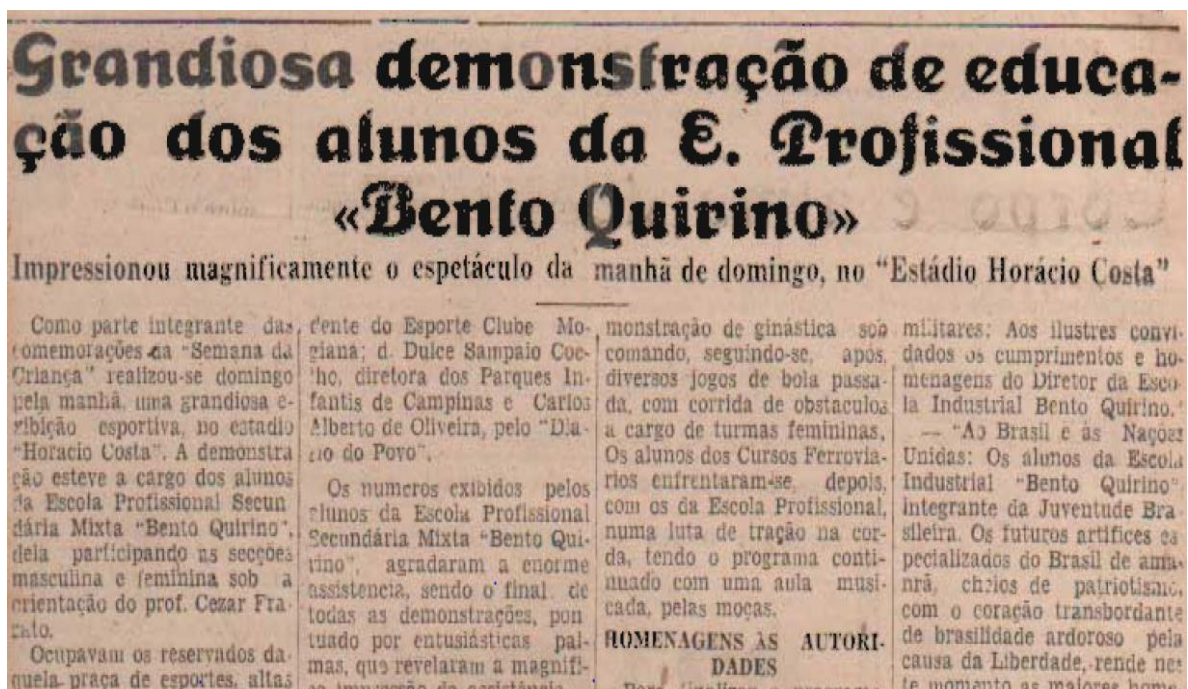 Grandiosa demonstração de educa-
ção dos alunos da E. Profissional
«Bento Quirino»
Impressionou magnificamente o espetáculo da manhã de domingo, no "Estádio Horácio Costa"
Como parte integrante das
comemorações da "Semana da
Criança" realizou-se domingo
pela manhã, uma grandiosa e-
xibição esportiva, no estadio
"Horacio Costa". A demonstra
ção esteve a cargo dos alunos
da Escola Profissional Secun
dária Mixta "Bento Quirino",
dela participando as secções
masculina e feminina sob a
orientação do prof. Cezar Fra-
Ocupavam os reservados da-
quela praça de esportes, altas
dente do Esporte Clube Mo-
giana; d. Dulce Sampaio Coe-
lho, diretora dos Parques In-
fantis de Campinas e Carlos
Alberto de Oliveira, pelo "Diá-
rio do Povo".
Os numeros exibidos pelos
alunos da Escola Profissional
Secundária Mixta "Bento Qui-
rino", agradaram a enorme
assistencia, sendo o final de
todas as demonstrações, pon
tuado por entusiásticas pal-
mas, que revelaram a magnifi-
monstração de ginástica sob
comando, seguindo-se, após,
diversos jogos de bola passa-
da, com corrida de obstaculos
a cargo de turmas femininas,
Os alunos dos Cursos Ferrovia-
rios enfrentaram-se, depois,
com os da Escola Profissional,
numa luta de tração na cor-
da, tendo o programa conti-
nuado com uma aula musi-
cada, pelas moças.
HOMENAGENS ÀS AUTORI-
DADES
militares: Aos ilustres convi-
dados os cumprimentos e ho-
menagens do Diretor da Esco-
la Industrial Bento Quirino."
— "Ao Brasil e às Nações
Unidas: Os alunos da Escola
Industrial "Bento Quirino",
integrante da Juventude Bra-
sileira. Os futuros artifices es
pecializados do Brasil de ama-
nhã, cheios de patriotismo,
com o coração transbordante
de brasilidade ardoroso pela
causa da Liberdade, rende nes
te momento as maiores home-